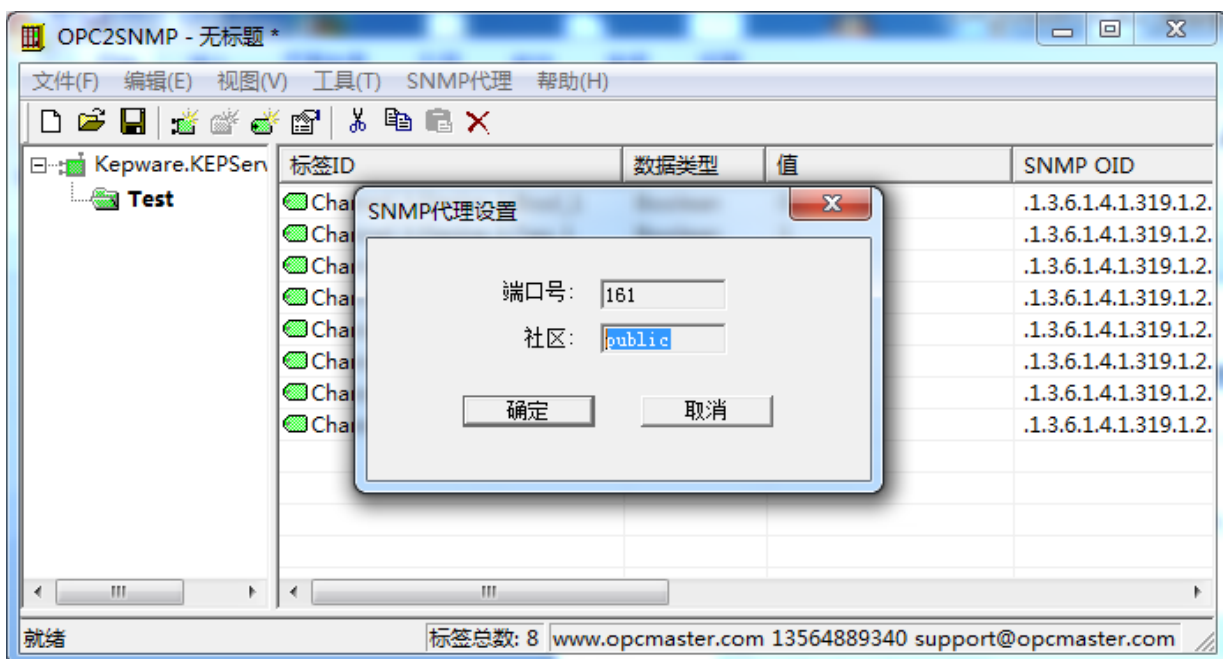 OPC2SNMP - 无标题 *
文件(F) 编辑(E) 视图(V) 工具(T) SNMP代理 帮助(H)
Kepware.KEPServ
Test
标签ID 数据类型 值 SNMP OID
Cha .1.3.6.1.4.1.319.1.2.
Cha .1.3.6.1.4.1.319.1.2.
Cha .1.3.6.1.4.1.319.1.2.
Cha .1.3.6.1.4.1.319.1.2.
Cha .1.3.6.1.4.1.319.1.2.
Cha .1.3.6.1.4.1.319.1.2.
Cha .1.3.6.1.4.1.319.1.2.
Cha .1.3.6.1.4.1.319.1.2.
SNMP代理设置
端口号: 161
社区: public
确定 取消
就绪 标签总数: 8 www.opcmaster.com 13564889340 support@opcmaster.com